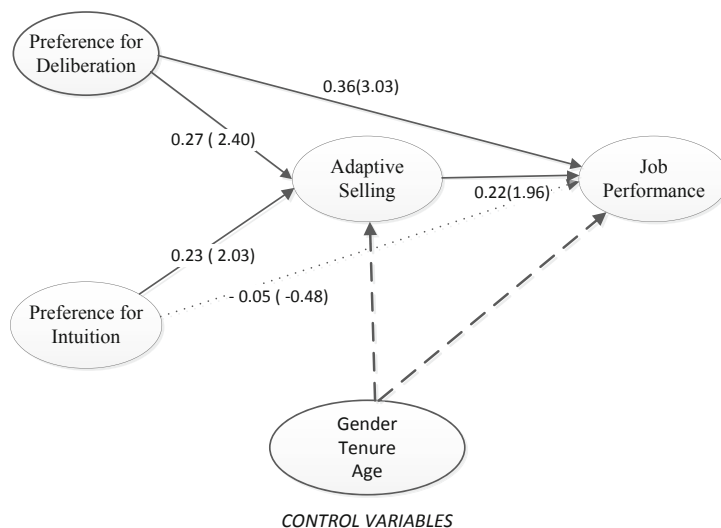 Preference for
Deliberation
0.36(3.03)
0.27 ( 2.40)
Adaptive
Selling
Job
Performance
0.22(1.96)
0.23 ( 2.03)
- 0.05 ( -0.48)
Preference for
Intuition
Gender
Tenure
Age
CONTROL VARIABLES